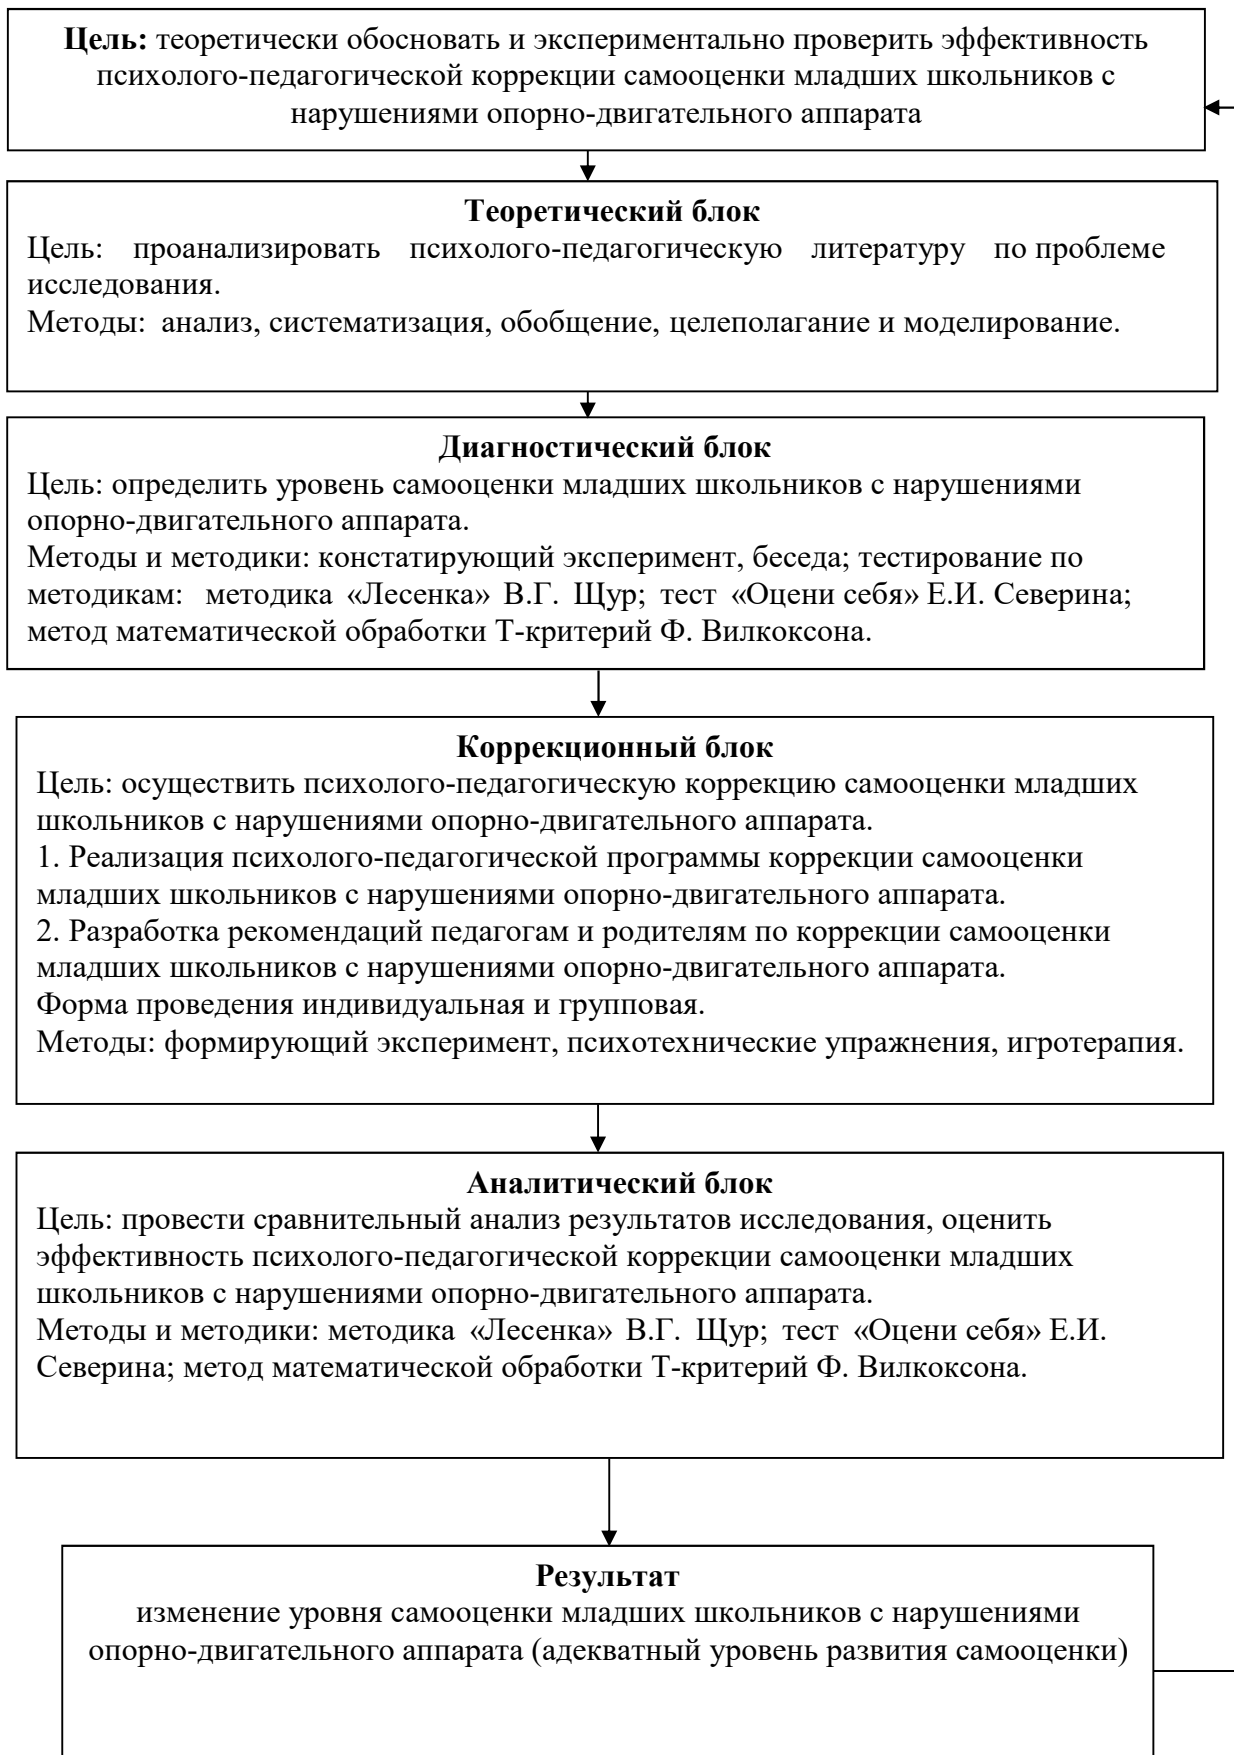 Цель: теоретически обосновать и экспериментально проверить эффективность
психолого-педагогической коррекции самооценки младших школьников с
нарушениями опорно-двигательного аппарата
Теоретический блок
Цель: проанализировать психолого-педагогическую литературу по проблеме
исследования.
Методы: анализ, систематизация, обобщение, целеполагание и моделирование.
Диагностический блок
Цель: определить уровень самооценки младших школьников с нарушениями
опорно-двигательного аппарата.
Методы и методики: констатирующий эксперимент, беседа; тестирование по
методикам: методика «Лесенка» В.Г. Щур; тест «Оцени себя» Е.И. Северина;
метод математической обработки Т-критерий Ф. Вилкоксона.
Коррекционный блок
Цель: осуществить психолого-педагогическую коррекцию самооценки младших
школьников с нарушениями опорно-двигательного аппарата.
1. Реализация психолого-педагогической программы коррекции самооценки
младших школьников с нарушениями опорно-двигательного аппарата.
2. Разработка рекомендаций педагогам и родителям по коррекции самооценки
младших школьников с нарушениями опорно-двигательного аппарата.
Форма проведения индивидуальная и групповая.
Методы: формирующий эксперимент, психотехнические упражнения, игротерапия.
Аналитический блок
Цель: провести сравнительный анализ результатов исследования, оценить
эффективность психолого-педагогической коррекции самооценки младших
школьников с нарушениями опорно-двигательного аппарата.
Методы и методики: методика «Лесенка» В.Г. Щур; тест «Оцени себя» Е.И.
Северина; метод математической обработки Т-критерий Ф. Вилкоксона.
Результат
изменение уровня самооценки младших школьников с нарушениями
опорно-двигательного аппарата (адекватный уровень развития самооценки)